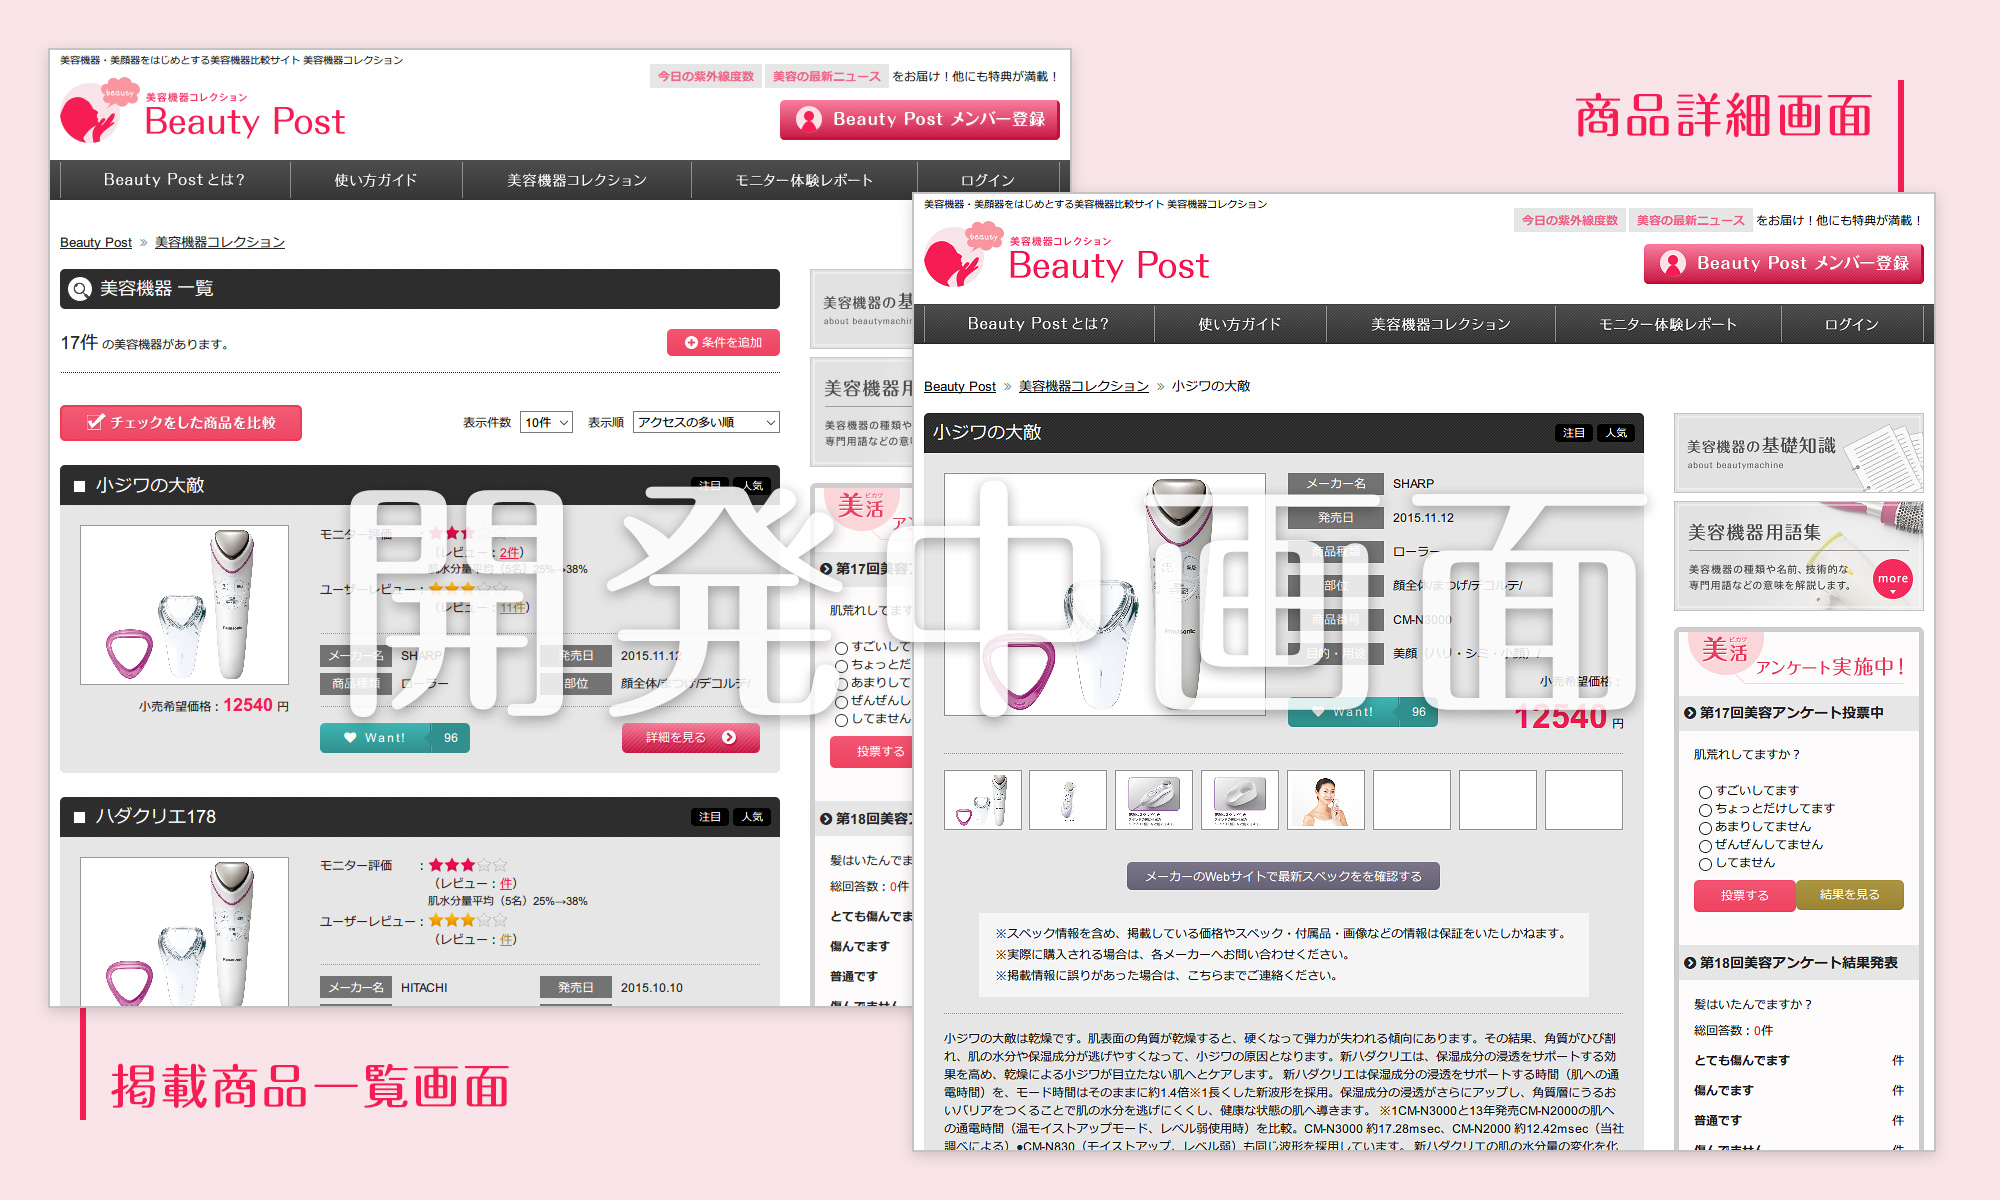 美容機器・美顔器をはじめとする美容機器比較サイト 美容機器コレクション
今日の紫外線度数 美容の最新ニュース をお届け！他にも特典が満載！
beauty
美容機器コレクション
Beauty Post
Beauty Post メンバー登録
Beauty Postとは？ 使い方ガイド 美容機器コレクション モニター体験レポート ログイン
Beauty Post » 美容機器コレクション
美容機器 一覧
17件 の美容機器があります。
条件を追加
チェックをした商品を比較
表示件数 10件 表示順 アクセスの多い順
小ジワの大敵 注目 人気
モニター評価
（レビュー：2件）
肌水分量平均（5名）25%→38%
ユーザーレビュー：
（レビュー：11件）
メーカー名 SHARP 発売日 2015.11.12
商品種類 ローラー 部位 顔全体/まつげ/デコルテ/
小売希望価格：12540 円
Want! 96
詳細を見る
ハダクリエ178 注目 人気
モニター評価 ：
（レビュー：件）
肌水分量平均（5名）25%→38%
ユーザーレビュー：
（レビュー：件）
メーカー名 HITACHI 発売日 2015.10.10
美容機器の基
about beautymachin
美容機器用
美容機器の種類や
専門用語などの意
美活
ピカツ
アン
第17回美容ア
肌荒れしてます
すごいして
ちょっとだ
あまりして
ぜんぜんし
してません
投票する
第18回美容ア
髪はいたんでま
総回答数：0件
とても傷んでま
傷んでます
普通です
傷んでません
掲載商品一覧画面
開発中画面
商品詳細画面
美容機器・美顔器をはじめとする美容機器比較サイト 美容機器コレクション
今日の紫外線度数 美容の最新ニュース をお届け！他にも特典が満載！
beauty
美容機器コレクション
Beauty Post
Beauty Post メンバー登録
Beauty Postとは？ 使い方ガイド 美容機器コレクション モニター体験レポート ログイン
Beauty Post » 美容機器コレクション » 小ジワの大敵
小ジワの大敵 注目 人気
メーカー名 SHARP
発売日 2015.11.12
商品種類 ローラー
部位 顔全体/まつげ/デコルテ/
商品番号 CM-N3000
目的・用途 美顔（ハリ・シミ・小顔）/
小売希望価格：
12540 円
Want! 96
メーカーのWebサイトで最新スペックをを確認する
※スペック情報を含め、掲載している価格やスペック・付属品・画像などの情報は保証をいたしかねます。
※実際に購入される場合は、各メーカーへお問い合わせください。
※掲載情報に誤りがあった場合は、こちらまでご連絡ください。
小ジワの大敵は乾燥です。肌表面の角質が乾燥すると、硬くなって弾力が失われる傾向にあります。その結果、角質がひび割
れ、肌の水分や保湿成分が逃げやすくなって、小ジワの原因となります。新ハダクリエは、保湿成分の浸透をサポートする効
果を高め、乾燥による小ジワが目立たない肌へとケアします。 新ハダクリエは保湿成分の浸透をサポートする時間（肌への通
電時間）を、モード時間はそのままに約1.4倍※1長くした新波形を採用。保湿成分の浸透がさらにアップし、角質層にうるお
いバリアをつくることで肌の水分を逃げにくくし、健康な状態の肌へ導きます。 ※1CM-N3000と13年発売CM-N2000の肌へ
の通電時間（温モイストアップモード、レベル弱使用時）を比較。CM-N3000 約17.28msec、CM-N2000 約12.42msec（当社
調べによる）●CM-N830（モイストアップ、レベル弱）も同じ波形を採用しています。 新ハダクリエの肌の水分量の変化を化
美容機器の基礎知識
about beautymachine
美容機器用語集
美容機器の種類や名前、技術的な
専門用語などの意味を解説します。
more
美活
ピカツ
アンケート実施中！
第17回美容アンケート投票中
肌荒れしてますか？
すごいしてます
ちょっとだけしてます
あまりしてません
ぜんぜんしてません
してません
投票する 結果を見る
第18回美容アンケート結果発表
髪はいたんでますか？
総回答数：0件
とても傷んでます 件
傷んでます 件
普通です 件
傷んでません 件